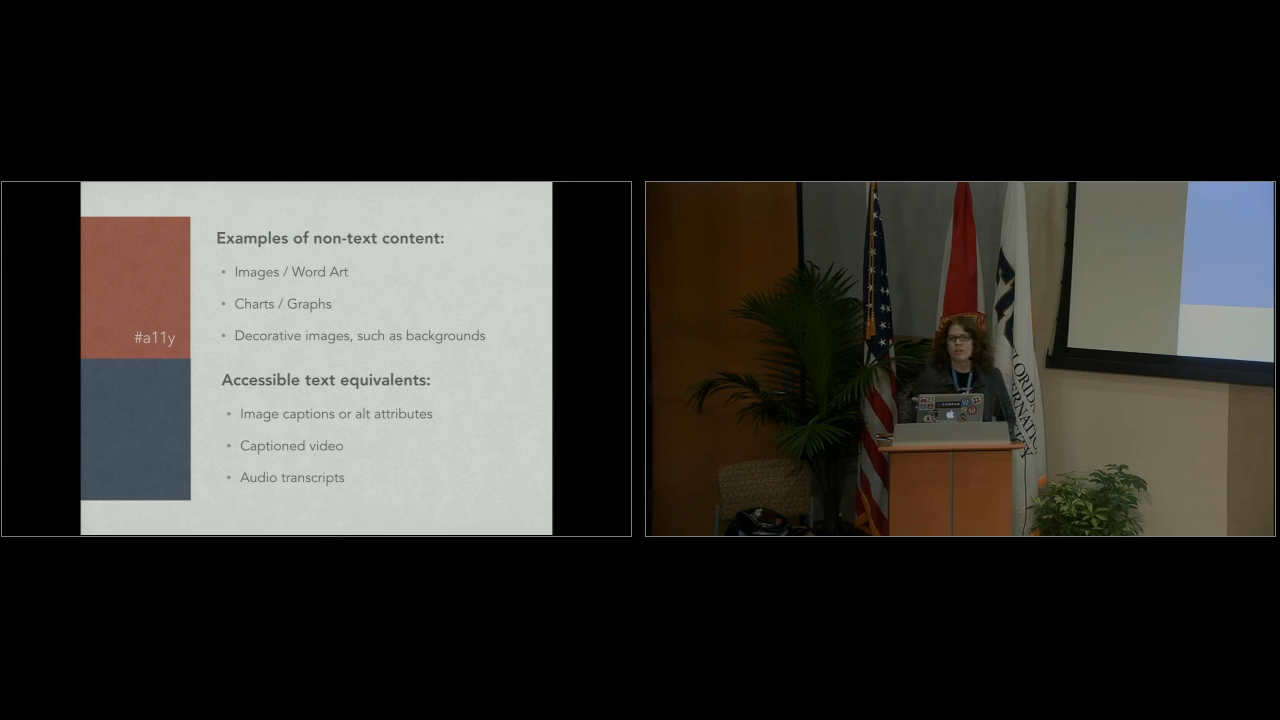 #a11y
Examples of non-text content:
• Images / Word Art
• Charts / Graphs
• Decorative images, such as backgrounds
Accessible text equivalents:
• Image captions or alt attributes
• Captioned video
• Audio transcripts